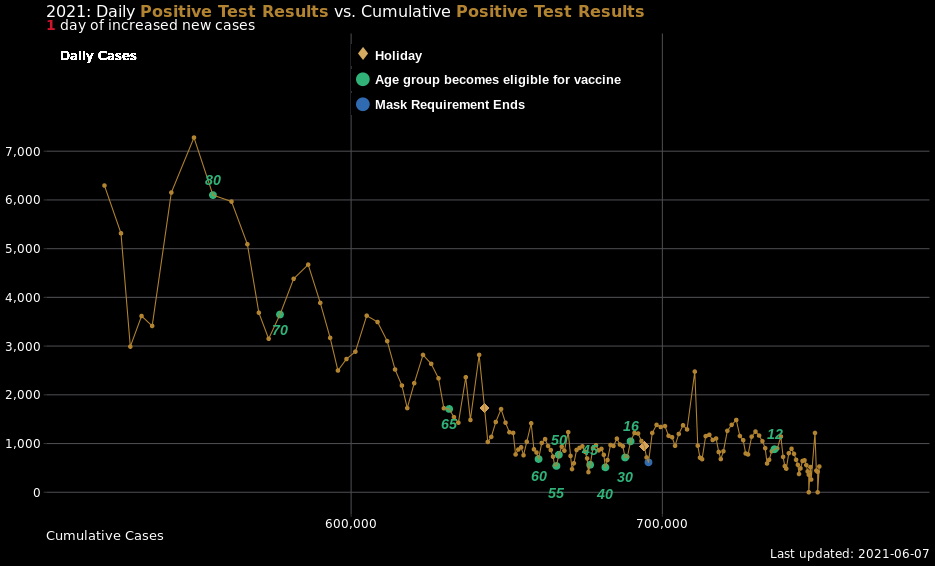 2021: Daily Positive Test Results vs. Cumulative Positive Test Results
1 day of increased new cases
Daily Cases
Holiday
Age group becomes eligible for vaccine
Mask Requirement Ends
7,000
6,000
5,000
4,000
3,000
2,000
1,000
0
80
70
65
60
50
55
45
40
16
30
12
600,000
700,000
Cumulative Cases
Last updated: 2021-06-07